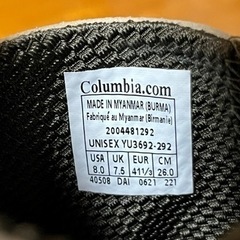 Columbia.com
MADE IN MYANMAR (BURMA)
Fabriqué au Myanmar (Birmanie)
2004481292
UNISEX YU3692-292
USA UK EUR CM
8.0 7.5 41 1/3 26.0
40508 DAI 0621 221